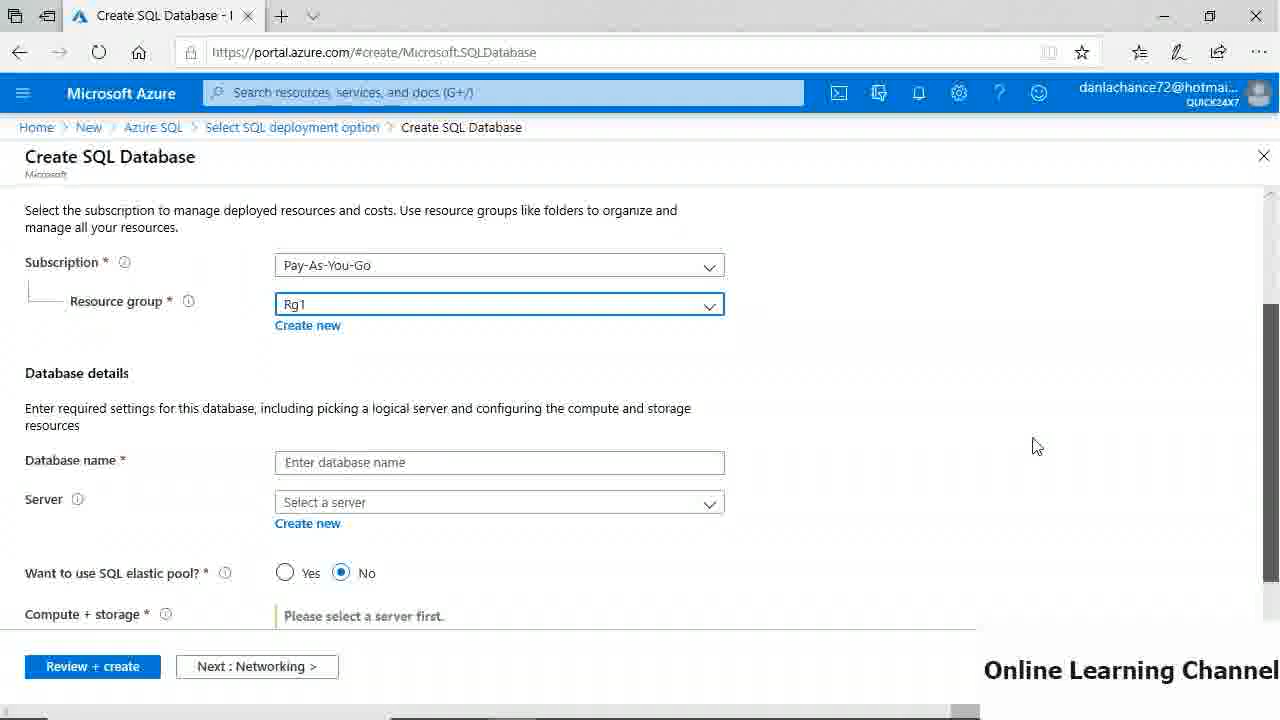 Create SQL Database - 
https://portal.azure.com/#create/Microsoft.SQLDatabase
Microsoft Azure
Search resources, services, and docs (G+/)
danlachance72@hotmai...
QUICK24X7
Home > New > Azure SQL > Select SQL deployment option > Create SQL Database
Create SQL Database
Microsoft
Select the subscription to manage deployed resources and costs. Use resource groups like folders to organize and
manage all your resources.
Subscription *
Pay-As-You-Go
Resource group *
Rg1
Create new
Database details
Enter required settings for this database, including picking a logical server and configuring the compute and storage
resources
Database name *
Enter database name
Server
Select a server
Create new
Want to use SQL elastic pool? *
Yes
No
Compute + storage *
Please select a server first.
Review + create
Next : Networking >
Online Learning Channel